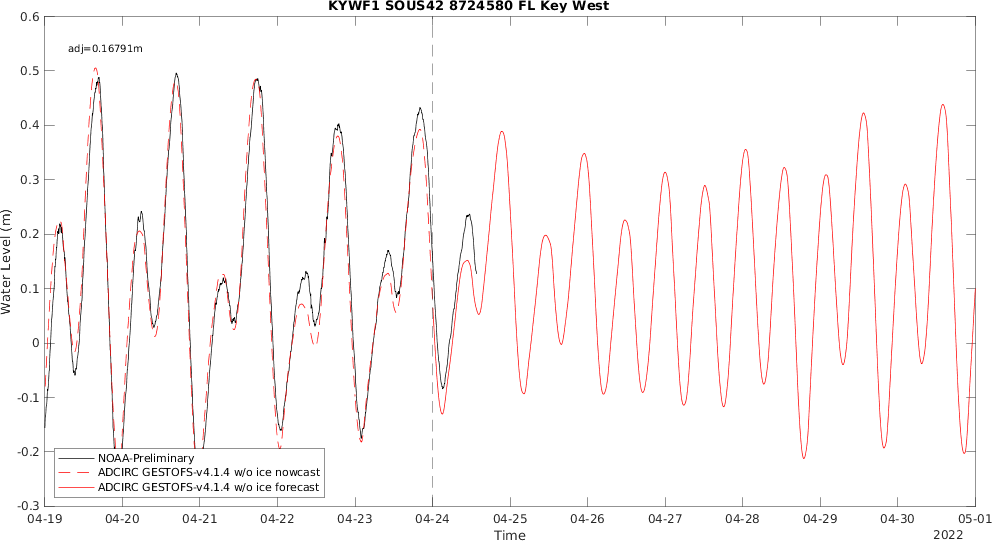 KYWF1 SOUS42 8724580 FL Key West
adj=0.16791m
Water Level (m)
0.6
0.5
0.4
0.3
0.2
0.1
0
-0.1
-0.2
-0.3
NOAA-Preliminary
ADCIRC GESTOFS-v4.1.4 w/o ice nowcast
ADCIRC GESTOFS-v4.1.4 w/o ice forecast
04-19 04-20 04-21 04-22 04-23 04-24 04-25 04-26 04-27 04-28 04-29 04-30 05-01
Time
2022